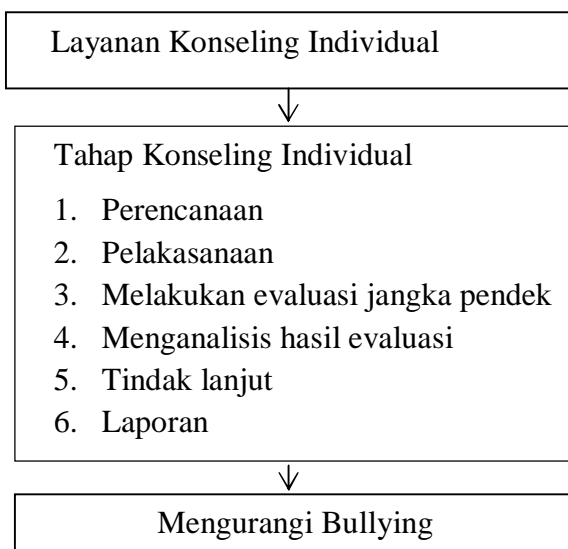 Layanan Konseling Individual
Tahap Konseling Individual
1. Perencanaan
2. Pelakasanaan
3. Melakukan evaluasi jangka pendek
4. Menganalisis hasil evaluasi
5. Tindak lanjut
6. Laporan
Mengurangi Bullying